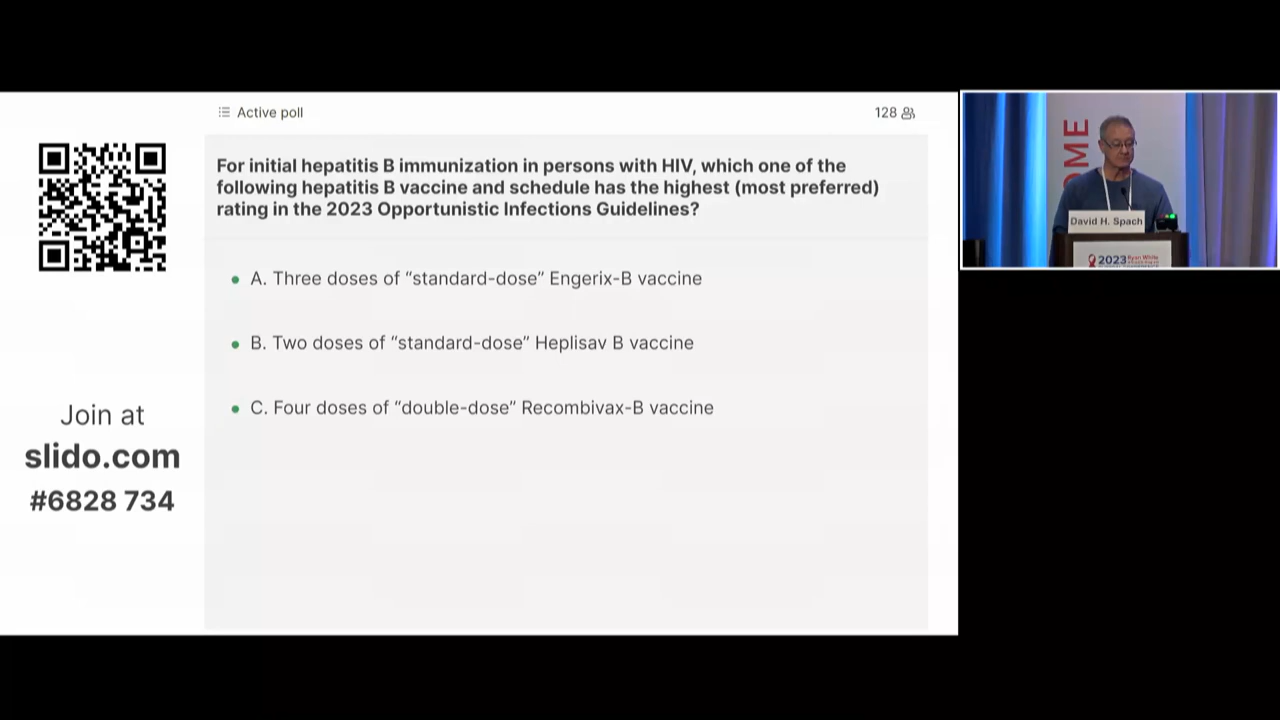 Active poll
128
For initial hepatitis B immunization in persons with HIV, which one of the
following hepatitis B vaccine and schedule has the highest (most preferred)
rating in the 2023 Opportunistic Infections Guidelines?
A. Three doses of “standard-dose” Engerix-B vaccine
B. Two doses of “standard-dose” Heplisav B vaccine
C. Four doses of “double-dose” Recombivax-B vaccine
Join at
slido.com
#6828 734
OME
David H. Spach
2023 Ryan White